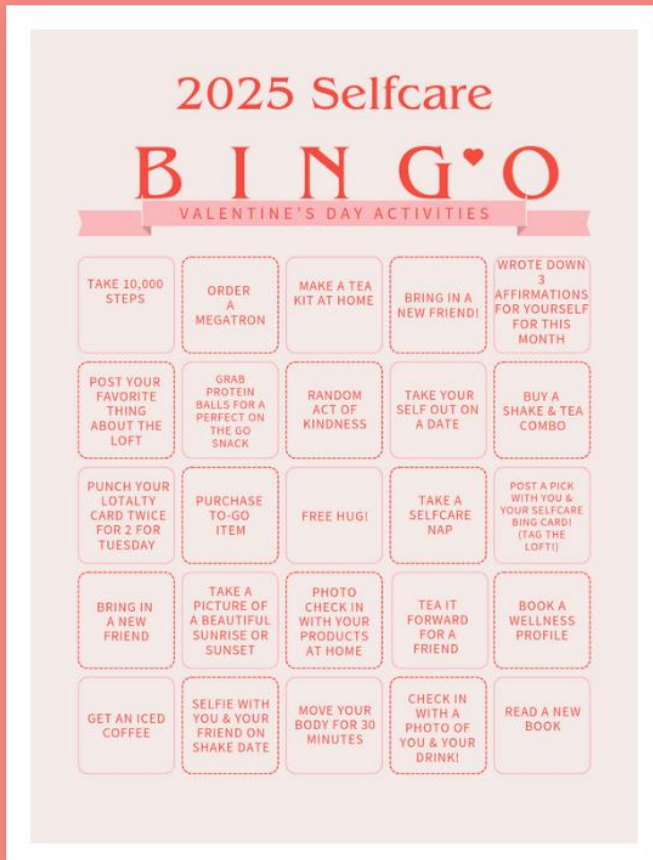 2025 Selfcare
BINGO
VALENTINE'S DAY ACTIVITIES
TAKE 10,000
STEPS
ORDER
A
MEGATRON
MAKE A TEA
KIT AT HOME
BRING IN A
NEW FRIEND!
WROTE DOWN
3
AFFIRMATIONS
FOR YOURSELF
FOR THIS
MONTH
POST YOUR
FAVORITE
THING
ABOUT THE
LOFT
GRAB
PROTEIN
BALLS FOR A
PERFECT ON
THE GO
SNACK
RANDOM
ACT OF
KINDNESS
TAKE YOUR
SELF OUT ON
A DATE
BUY A
SHAKE & TEA
COMBO
PUNCH YOUR
LOTALTY
CARD TWICE
FOR 2 FOR
TUESDAY
PURCHASE
TO-GO
ITEM
FREE HUG!
TAKE A
SELFCARE
NAP
POST A PICK
WITH YOU &
YOUR SELFCARE
BING CARD!
(TAG THE
LOFT!)
BRING IN
A NEW
FRIEND
TAKE A
PICTURE OF
A BEAUTIFUL
SUNRISE OR
SUNSET
PHOTO
CHECK IN
WITH YOUR
PRODUCTS
AT HOME
TEA IT
FORWARD
FOR A
FRIEND
BOOK A
WELLNESS
PROFILE
GET AN ICED
COFFEE
SELFIE WITH
YOU & YOUR
FRIEND ON
SHAKE DATE
MOVE YOUR
BODY FOR 30
MINUTES
CHECK IN
WITH A
PHOTO OF
YOU & YOUR
DRINK!
READ A NEW
BOOK